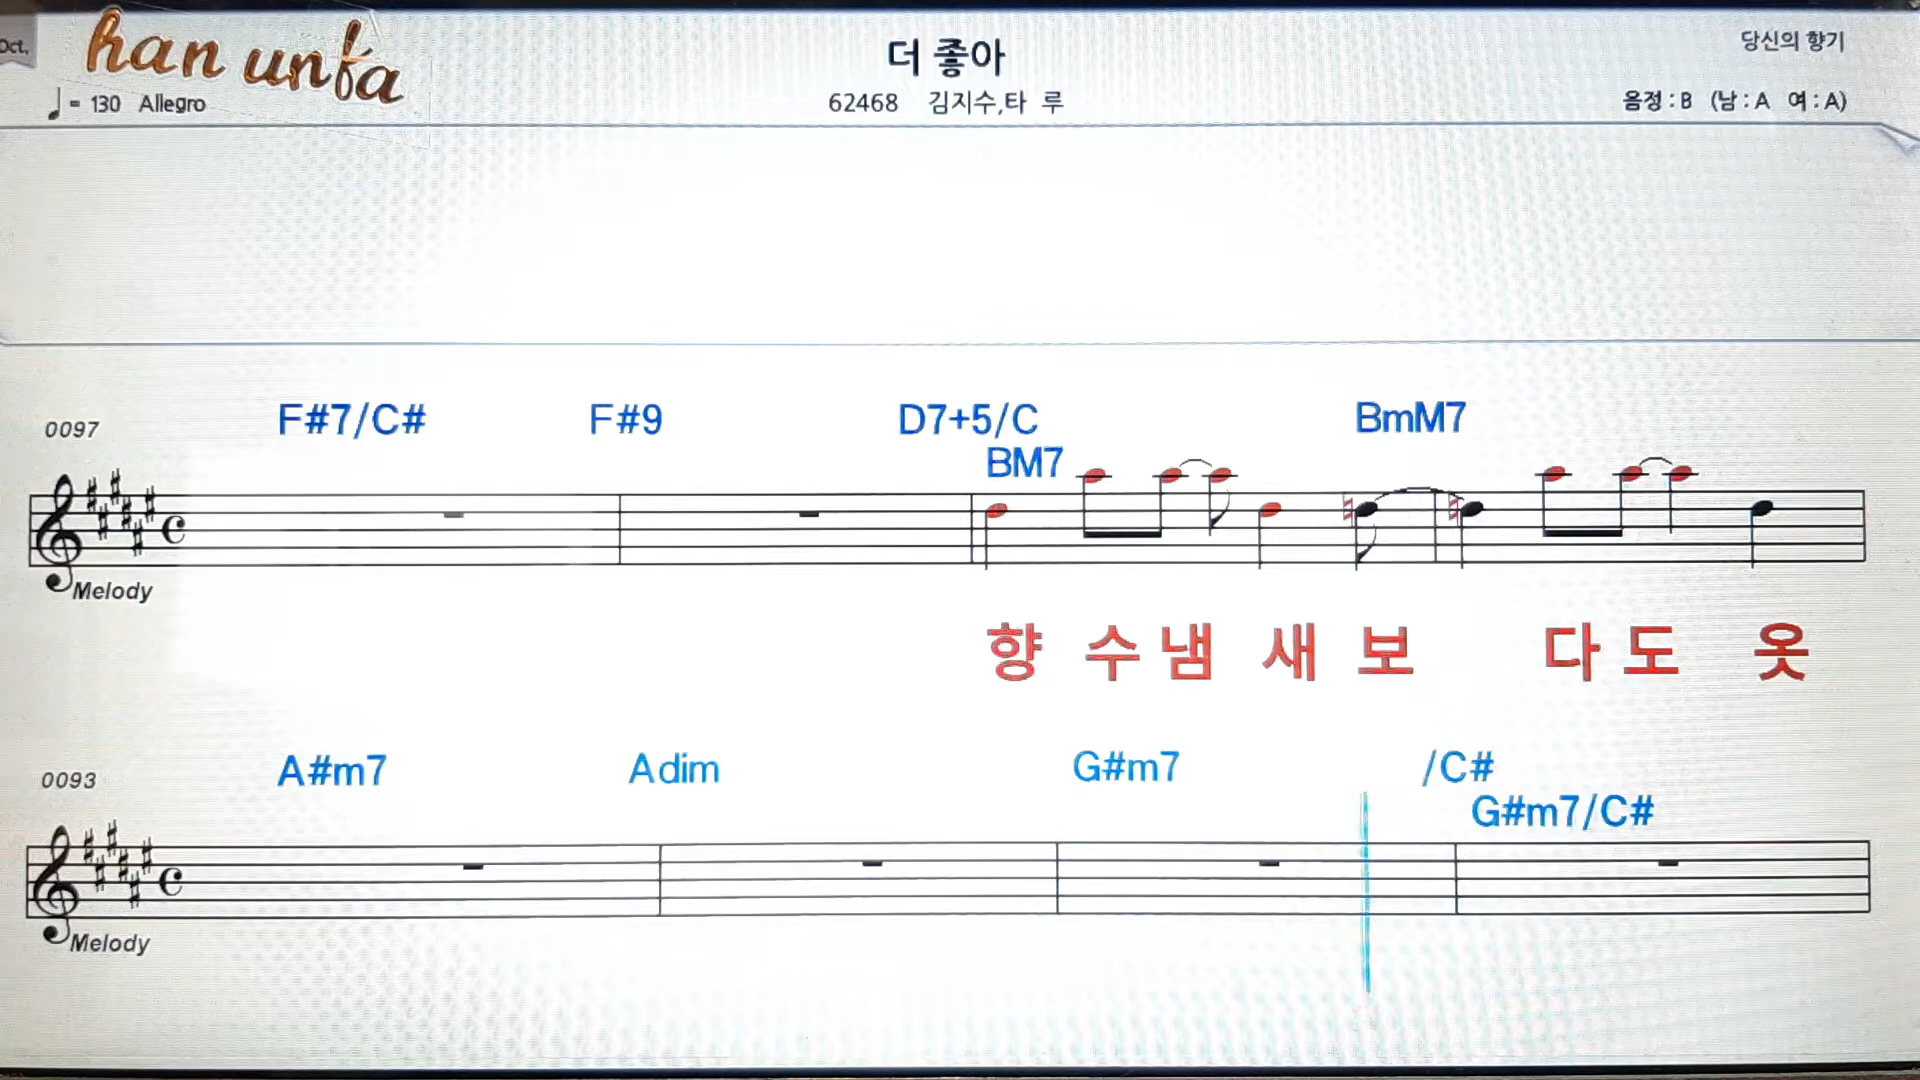 Oct.
han unfa
더 좋아
당신의 향기
= 130 Allegro
62468 김지수,타 루
음정 : B (남 : A 여 : A)
0097
F#7/C# F#9 D7+5/C BmM7
BM7
Melody
향 수 냄 새 보 다 도 옷
0093
A#m7 Adim G#m7 /C#
G#m7/C#
Melody